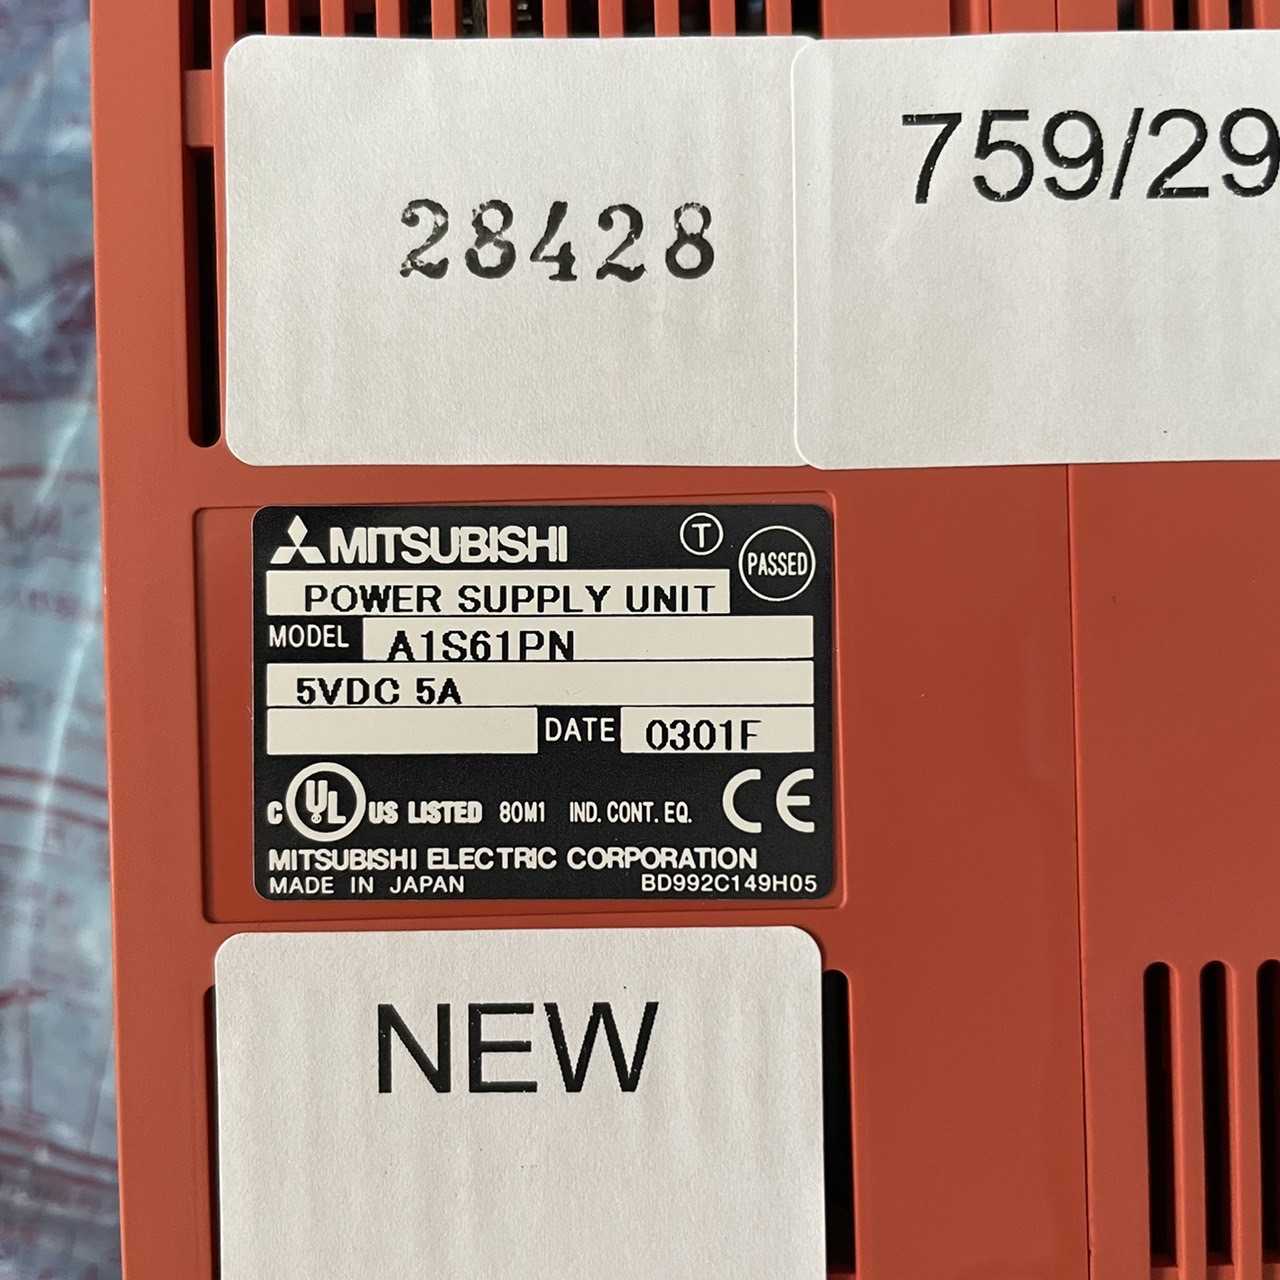 28428
759/29
MITSUBISHI
T
PASSED
POWER SUPPLY UNIT
MODEL A1S61PN
5VDC 5A
DATE 0301F
C UL US LISTED 80M1 IND. CONT. EQ. CE
MITSUBISHI ELECTRIC CORPORATION
MADE IN JAPAN BD992C149H05
NEW